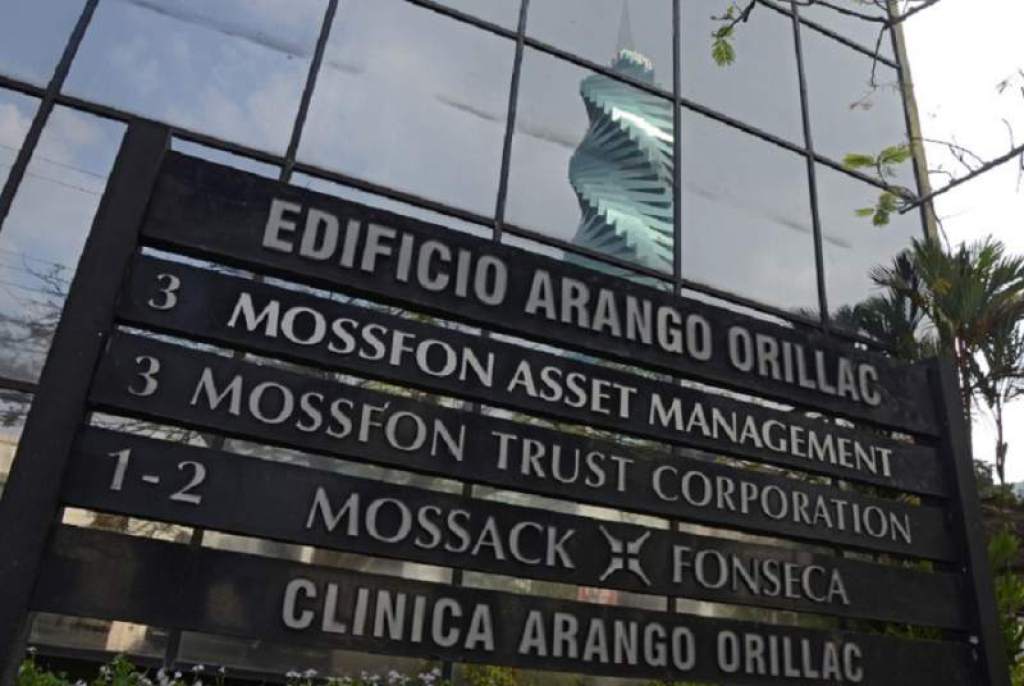 EDIFICIO ARANGO ORILLAC
3 MOSSFON ASSET MANAGEMENT
3 MOSSFON TRUST CORPORATION
1-2 MOSSACK FONSECA
CLINICA ARANGO ORILLAC